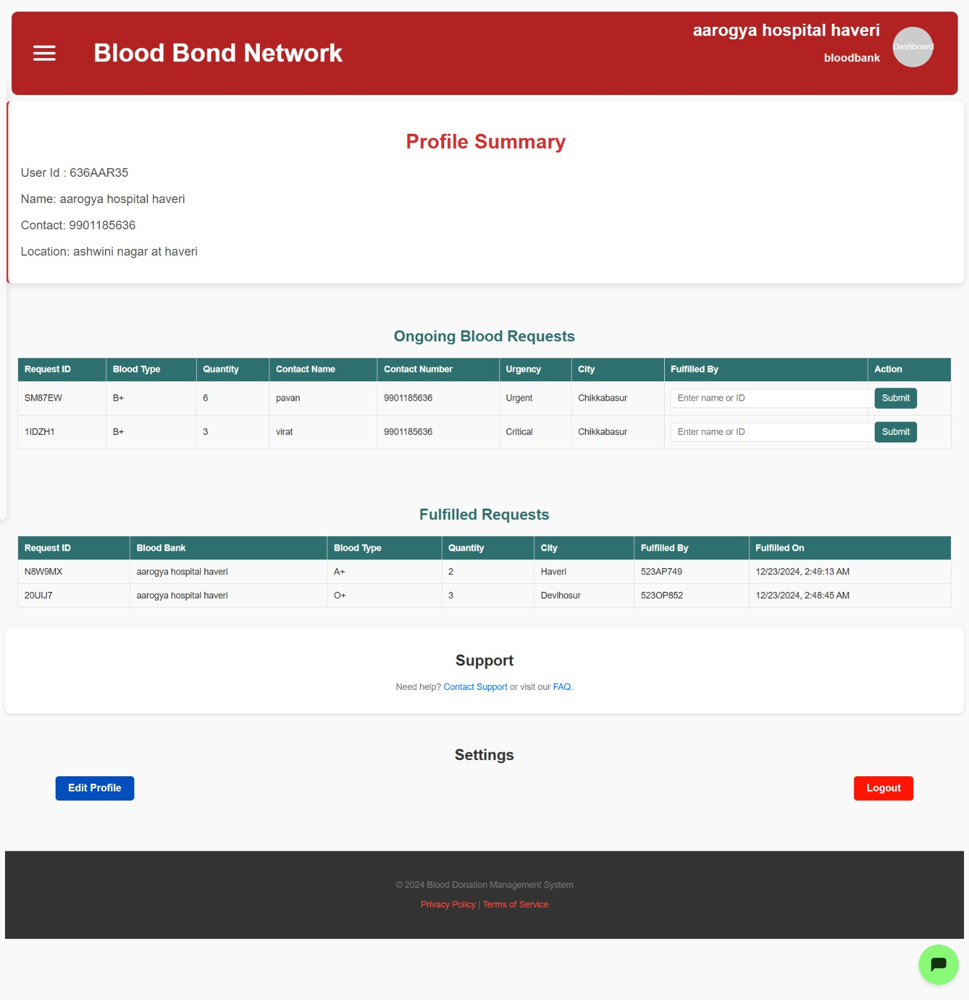 Blood Bond Network
aarogya hospital haveri
bloodbank
Dashboard
Profile Summary
User Id : 636AAR35
Name: aarogya hospital haveri
Contact: 9901185636
Location: ashwini nagar at haveri
Ongoing Blood Requests
Request ID Blood Type Quantity Contact Name Contact Number Urgency City Fulfilled By Action
SM87EW B+ 6 pavan 9901185636 Urgent Chikkabasur Enter name or ID Submit
1IDZH1 B+ 3 virat 9901185636 Critical Chikkabasur Enter name or ID Submit
Fulfilled Requests
Request ID Blood Bank Blood Type Quantity City Fulfilled By Fulfilled On
N8W9MX aarogya hospital haveri A+ 2 Haveri 523AP749 12/23/2024, 2:49:13 AM
20UIJ7 aarogya hospital haveri O+ 3 Devihosur 523OP852 12/23/2024, 2:48:45 AM
Support
Need help? Contact Support or visit our FAQ.
Settings
Edit Profile
Logout
© 2024 Blood Donation Management System
Privacy Policy | Terms of Service